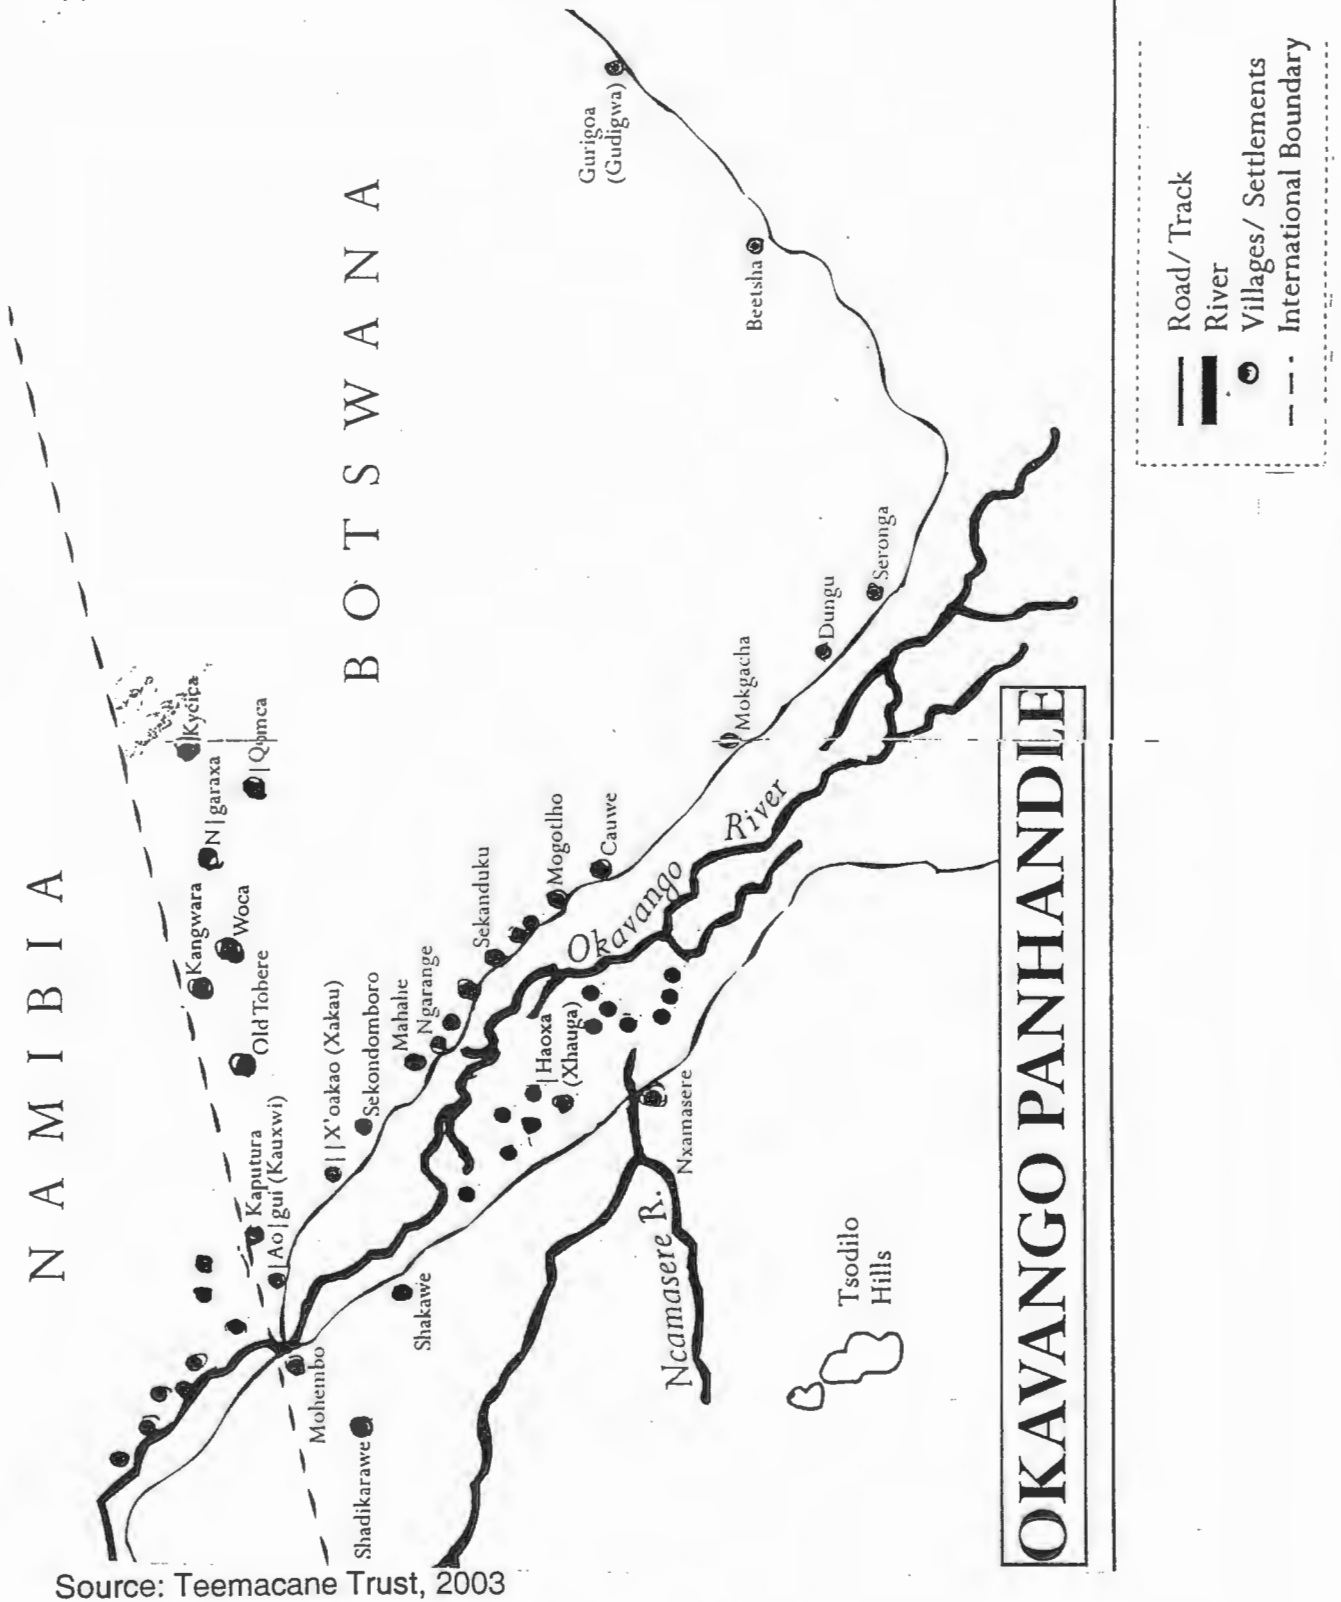 NAMIBIA
BOTSWANA
Gurigoa
(Gudigwa)
Beetsha
|Kyçiça
|Qomca
N|garaxa
Kangwara
Woca
Old Tobere
Kaputura
|Ao|gui (Kauxwi)
||X'oakao (Xakau)
Sekondomboro
Mahahe
Ngarange
Sekanduku
Mogotlho
Cauwe
Mokgacha
Dungu
Seronga
Okavango River
|Haoxa
(Xhauga)
Nxamasere
Ncamasere R.
Shakawe
Mohembo
Shadikarawe
Tsodilo
Hills
OKAVANGO PANHANDLE
Road/Track
River
Villages/Settlements
International Boundary
Source: Teemacane Trust, 2003